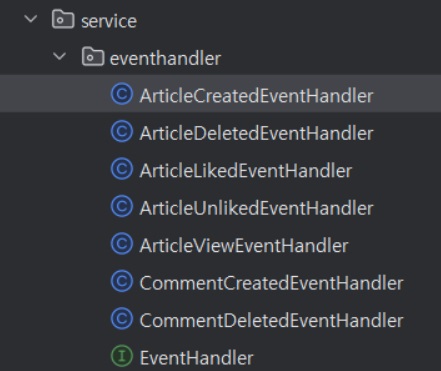 service
eventhandler
C ArticleCreatedEventHandler
C ArticleDeletedEventHandler
C ArticleLikedEventHandler
C ArticleUnlikedEventHandler
C ArticleViewEventHandler
C CommentCreatedEventHandler
C CommentDeletedEventHandler
I EventHandler